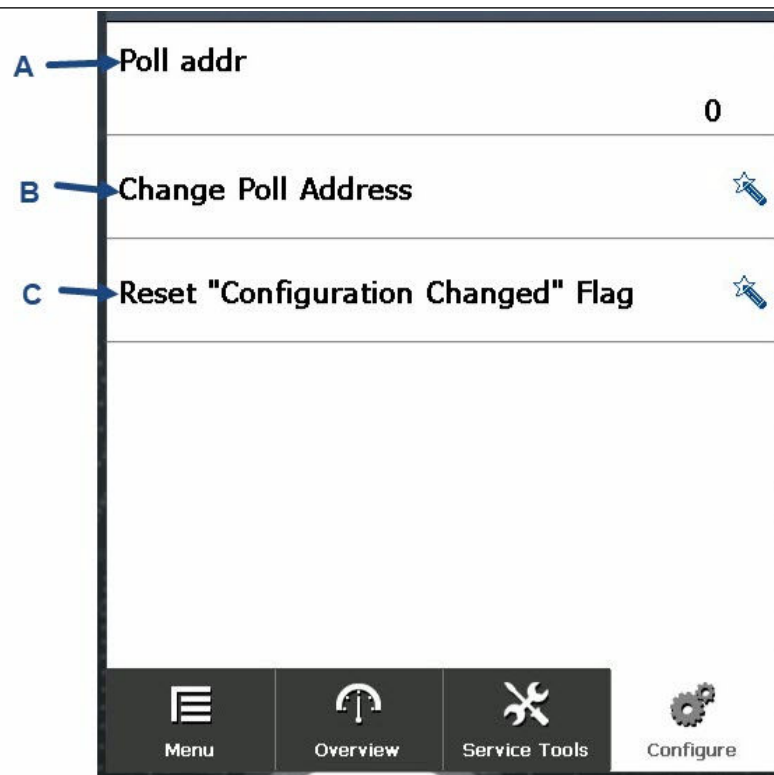 A
Poll addr
0
B
Change Poll Address
C
Reset "Configuration Changed" Flag
Menu
Overview
Service Tools
Configure